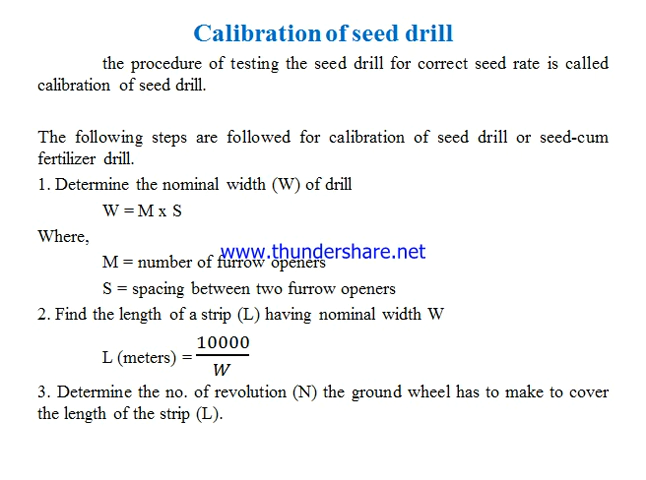 Calibration of seed drill
the procedure of testing the seed drill for correct seed rate is called
calibration of seed drill.
The following steps are followed for calibration of seed drill or seed-cum
fertilizer drill.
1. Determine the nominal width (W) of drill
W = M x S
Where,
www.thundershare.net
M = number of furrow openers
S = spacing between two furrow openers
2. Find the length of a strip (L) having nominal width W
L (meters) = 10000
W
3. Determine the no. of revolution (N) the ground wheel has to make to cover
the length of the strip (L).